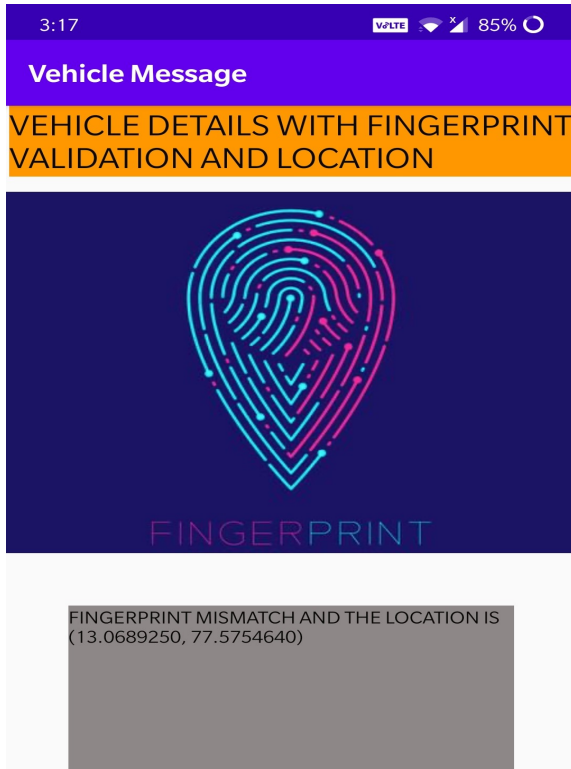 3:17
VoLTE x 85%
Vehicle Message
VEHICLE DETAILS WITH FINGERPRINT
VALIDATION AND LOCATION
FINGERPRINT
FINGERPRINT MISMATCH AND THE LOCATION IS
(13.0689250, 77.5754640)